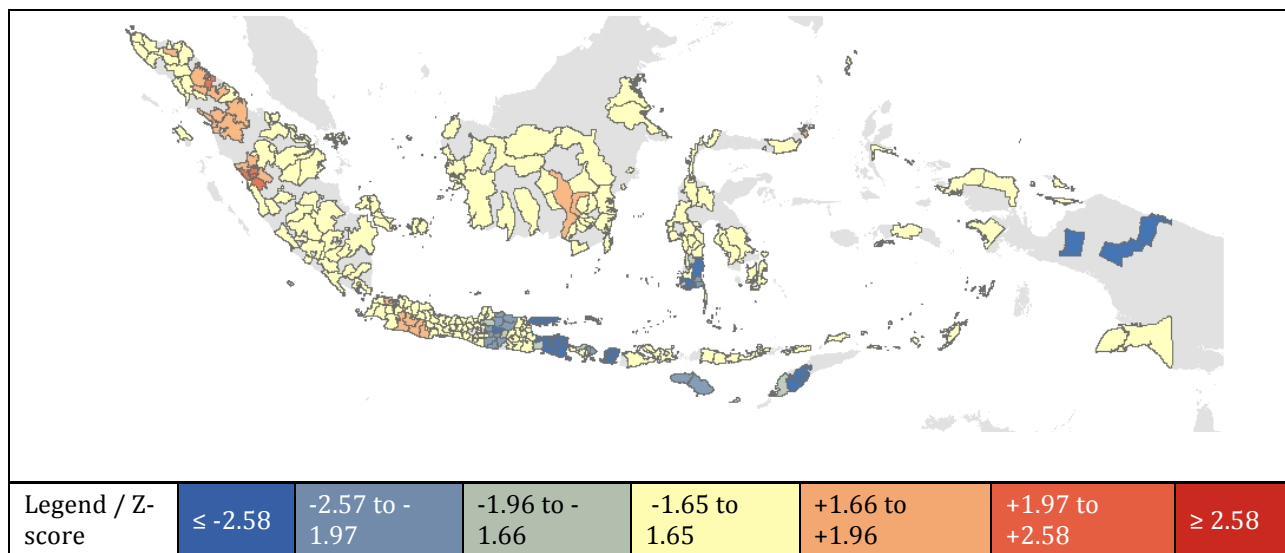 Legend / Z-
score
≤ -2.58
-2.57 to -
1.97
-1.96 to -
1.66
-1.65 to
1.65
+1.66 to
+1.96
+1.97 to
+2.58
≥ 2.58